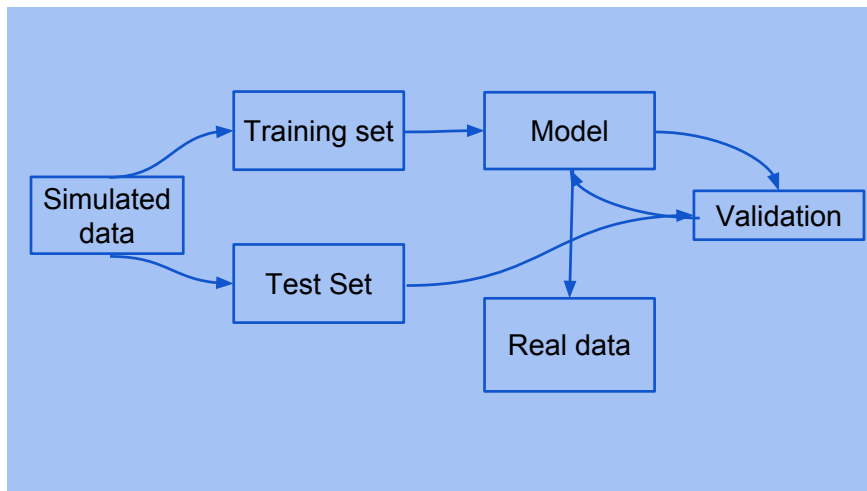 Training set
Model
Simulated
data
Validation
Test Set
Real data